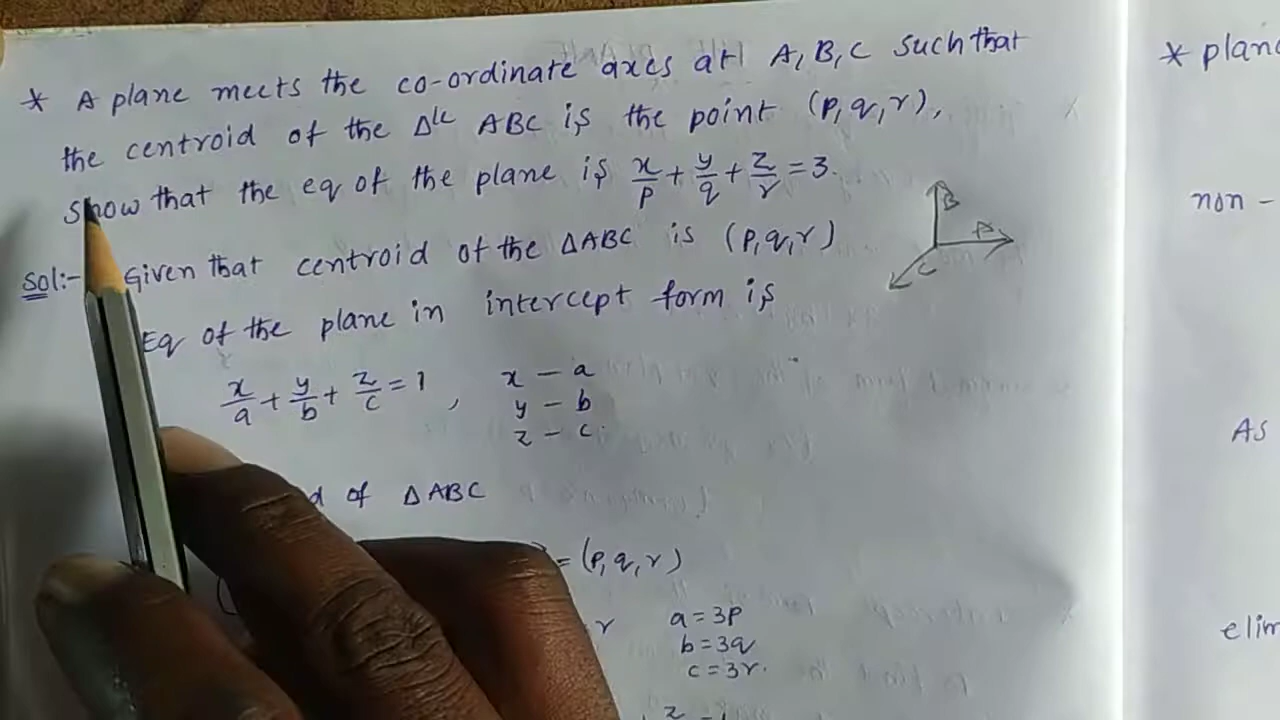 * A plane meets the co-ordinate axes at A, B, C such that
the centroid of the Δle ABC is the point (p, q, r),
show that the eq of the plane is x/p + y/q + z/r = 3.
B
A
C
Sol:- Given that centroid of the ΔABC is (p, q, r)
Eq of the plane in intercept form is
x/a + y/b + z/c = 1 , x - a
y - b
z - c.
of ΔABC
= (p, q, r)
r a = 3p
b = 3q
c = 3r.
* plane
non -
As
elim